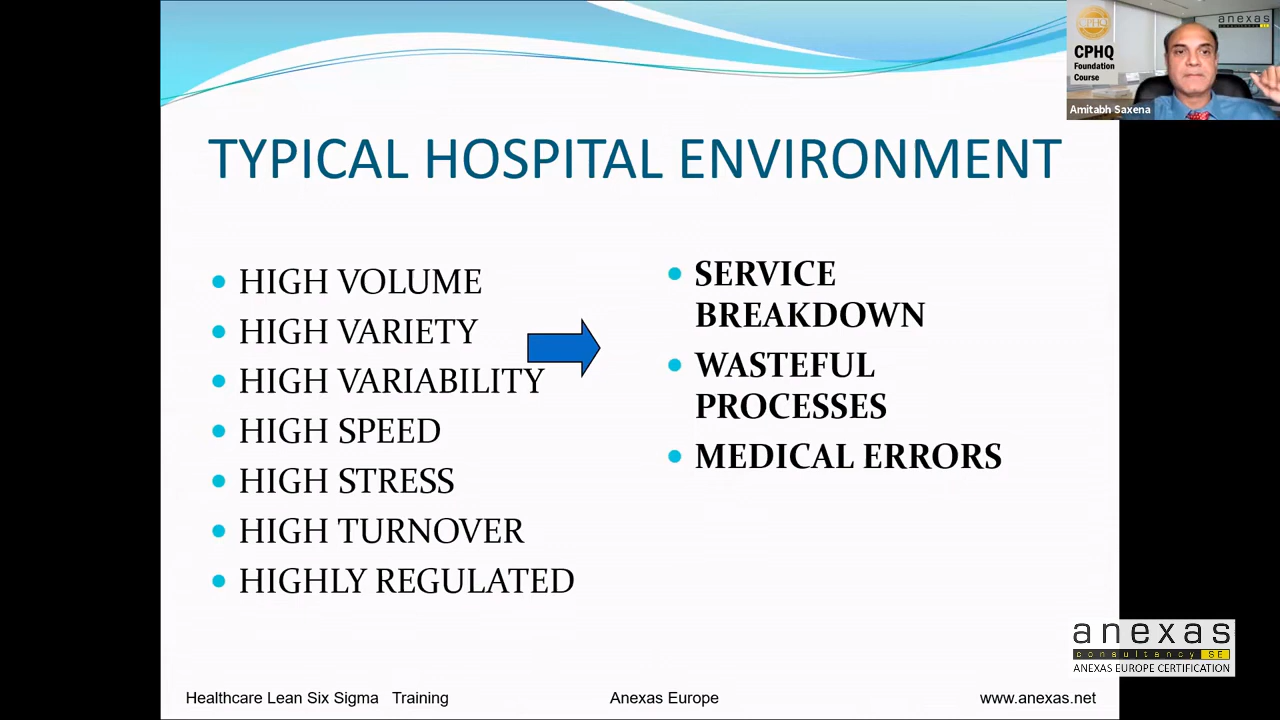 CPHQ
CPHQ
Foundation
Course
anexas
Amitabh Saxena
TYPICAL HOSPITAL ENVIRONMENT
HIGH VOLUME
HIGH VARIETY
HIGH VARIABILITY
HIGH SPEED
HIGH STRESS
HIGH TURNOVER
HIGHLY REGULATED
SERVICE
BREAKDOWN
WASTEFUL
PROCESSES
MEDICAL ERRORS
anexas
consultancy SE
ANEXAS EUROPE CERTIFICATION
Healthcare Lean Six Sigma Training
Anexas Europe
www.anexas.net